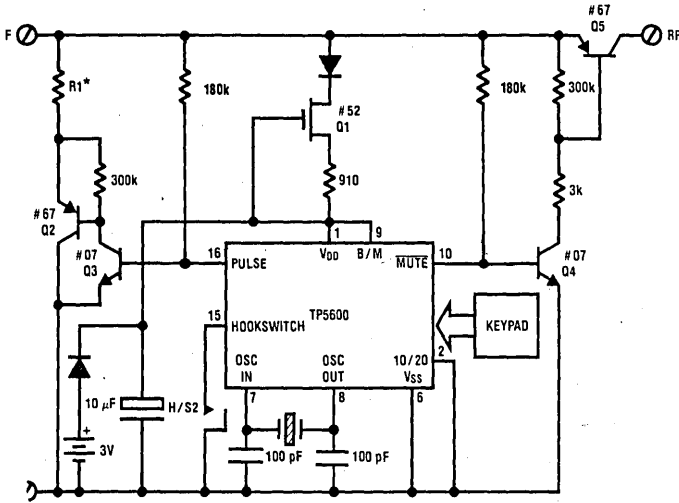 #67
Q5
F
RF
R1*
180k
#52
Q1
180k
300k
300k
910
3k
#67
Q2
#07
Q3
1
9
16
VDD
B/M
10
#07
Q4
PULSE
MUTE
15
HOOKSWITCH
TP5600
KEYPAD
OSC
IN
OSC
OUT
10/20
2
VSS
10 µF
H/S2
7
8
6
+
3V
100 pF
100 pF